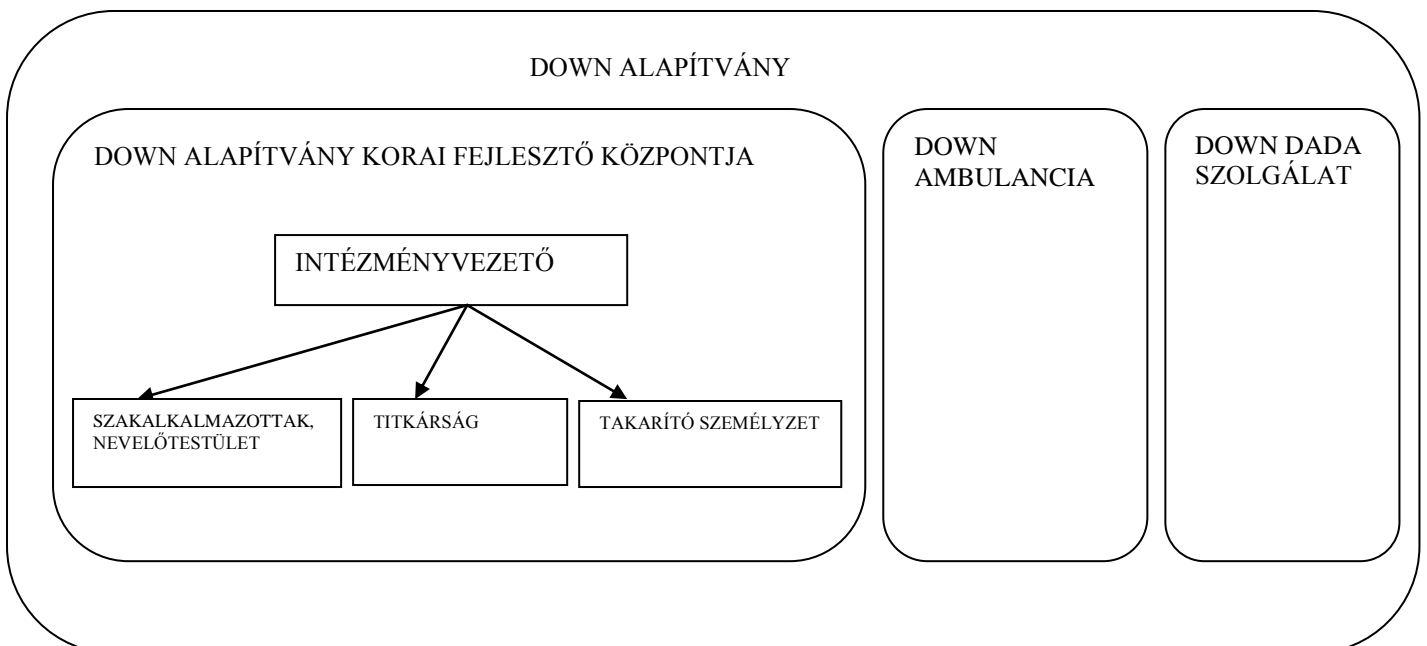 DOWN ALAPÍTVÁNY
DOWN ALAPÍTVÁNY KORAI FEJLESZTŐ KÖZPONTJA
INTÉZMÉNYVEZETŐ
SZAKALKALMAZOTTAK,
NEVELŐTESTÜLET
TITKÁRSÁG
TAKARÍTÓ SZEMÉLYZET
DOWN
AMBULANCIA
DOWN DADA
SZOLGÁLAT